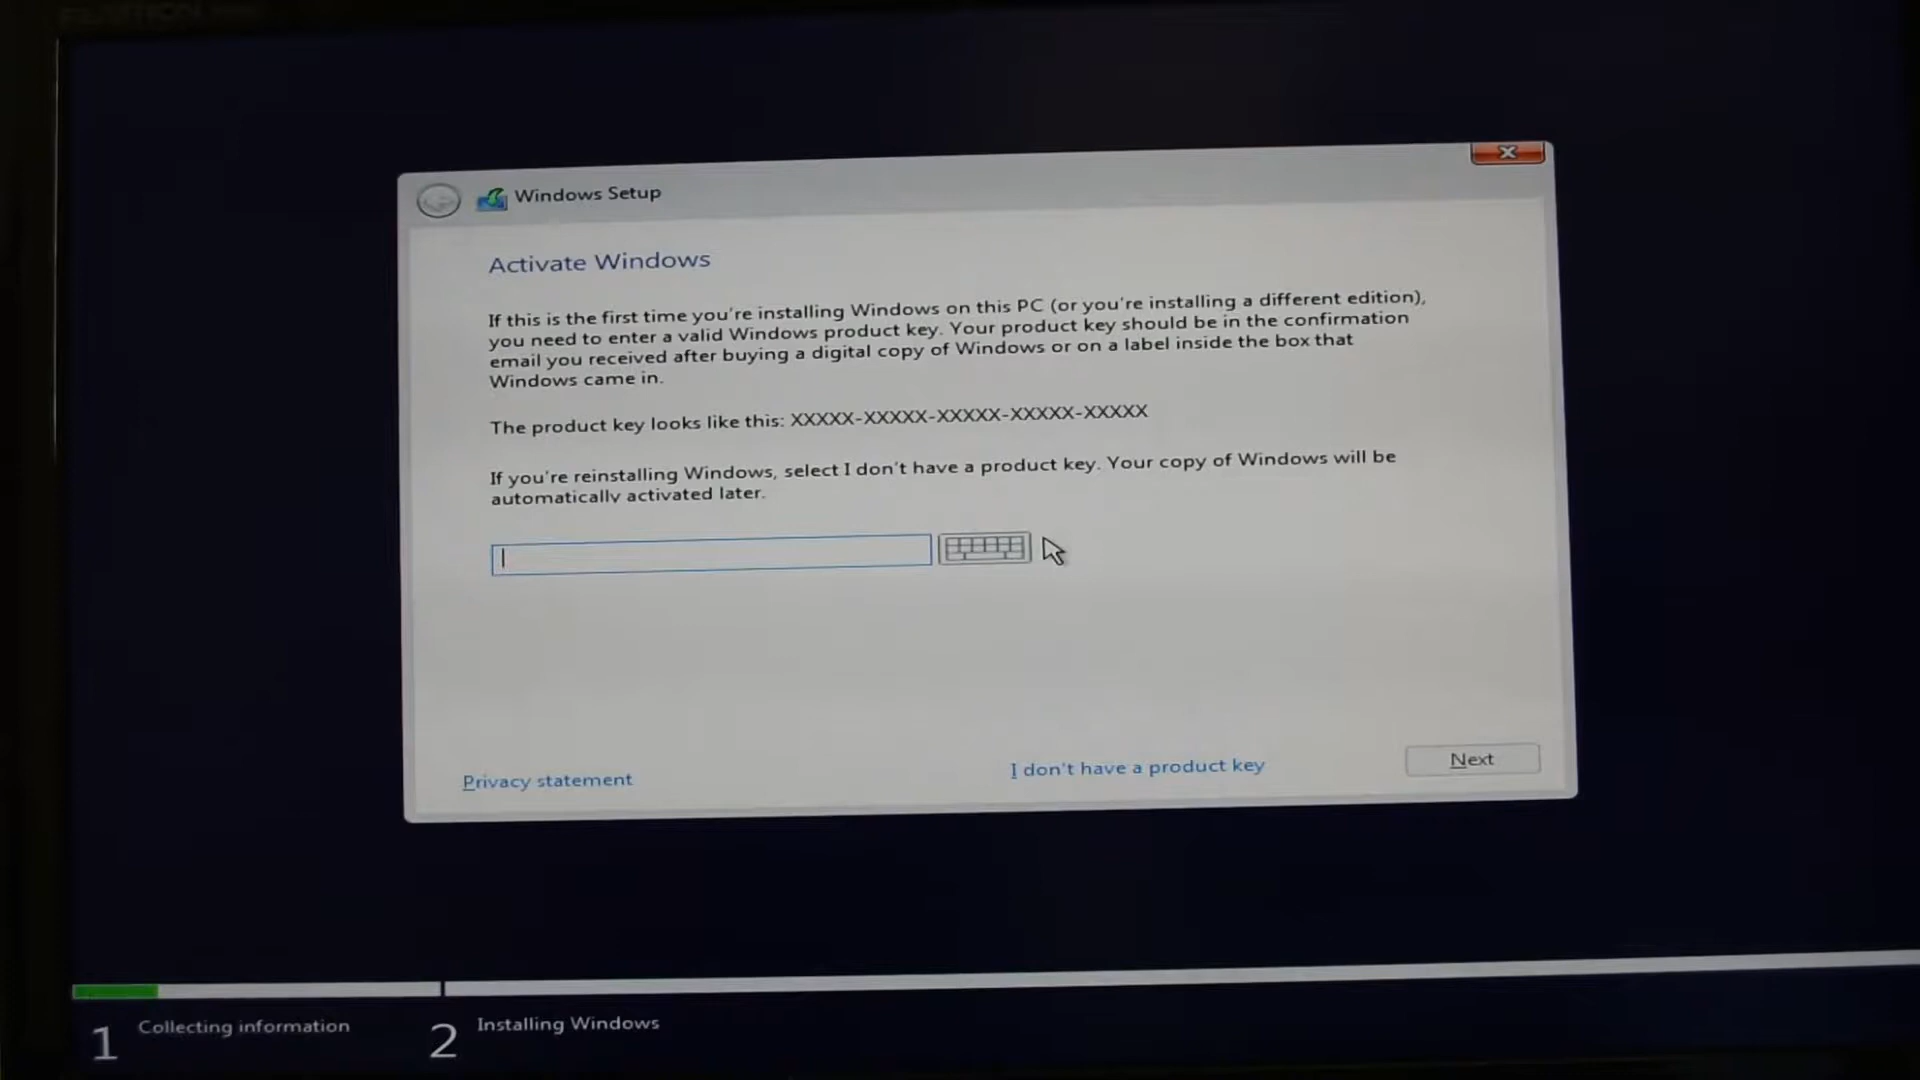 Windows Setup
Activate Windows
If this is the first time you're installing Windows on this PC (or you're installing a different edition),
you need to enter a valid Windows product key. Your product key should be in the confirmation
email you received after buying a digital copy of Windows or on a label inside the box that
Windows came in.
The product key looks like this: XXXXX-XXXXX-XXXXX-XXXXX-XXXXX
If you're reinstalling Windows, select I don't have a product key. Your copy of Windows will be
automatically activated later.
Privacy statement
I don't have a product key
Next
1 Collecting information
2 Installing Windows